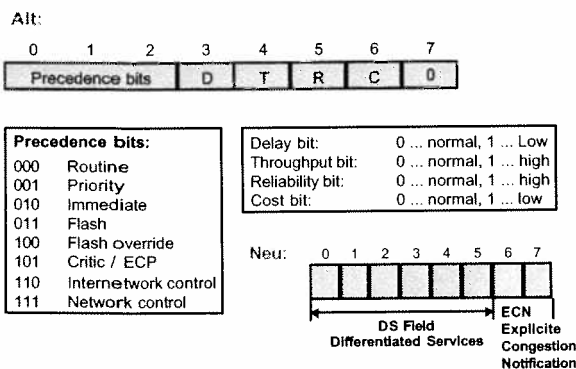 Alt:
0 1 2 3 4 5 6 7
Precedence bits D T R C 0
Precedence bits:
000 Routine
001 Priority
010 Immediate
011 Flash
100 Flash override
101 Critic / ECP
110 Internetwork control
111 Network control
Delay bit: 0 ... normal, 1 ... Low
Throughput bit: 0 ... normal, 1 ... high
Reliability bit: 0 ... normal, 1 ... high
Cost bit: 0 ... normal, 1 ... low
Neu: 0 1 2 3 4 5 6 7
DS Field
Differentiated Services
ECN
Explicite
Congestion
Notification